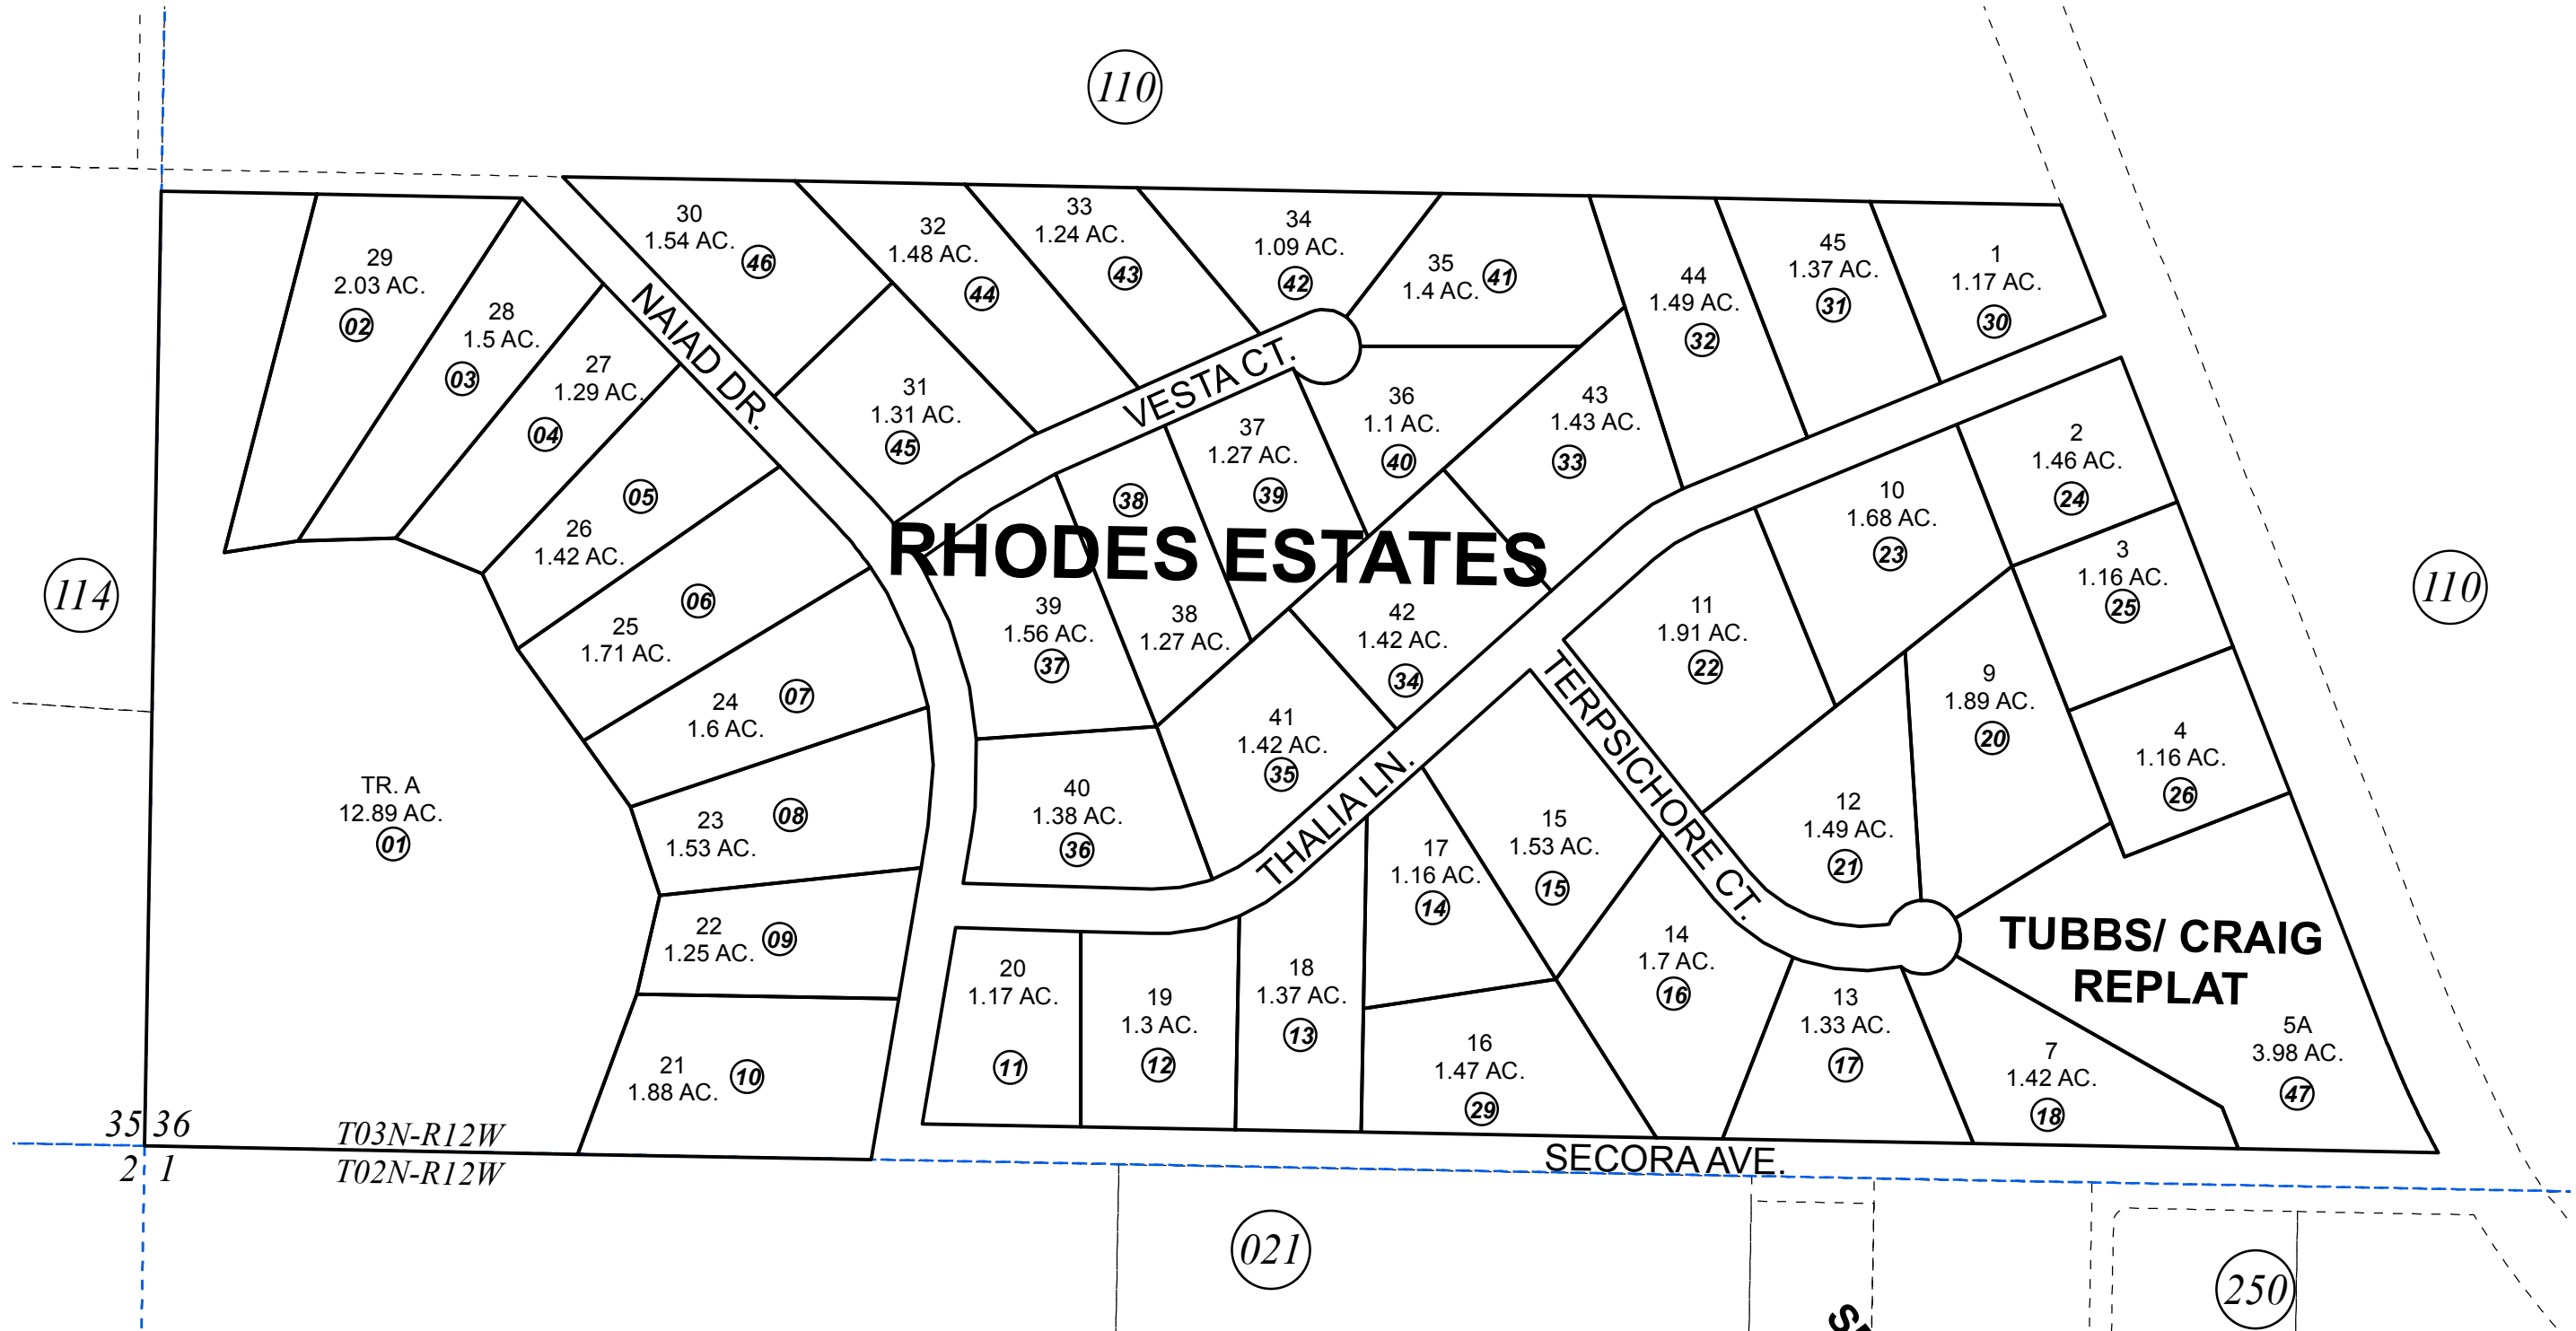 110
30
1.54 AC.
46
32
1.48 AC.
44
33
1.24 AC.
43
34
1.09 AC.
42
35
1.4 AC.
41
44
1.49 AC.
32
45
1.37 AC.
31
1
1.17 AC.
30
29
2.03 AC.
02
28
1.5 AC.
03
27
1.29 AC.
04
26
1.42 AC.
05
NAIAD DR.
31
1.31 AC.
45
VESTA CT.
36
1.1 AC.
40
43
1.43 AC.
33
37
1.27 AC.
39
38
38
1.27 AC.
RHODES ESTATES
2
1.46 AC.
24
10
1.68 AC.
23
3
1.16 AC.
25
114
110
25
1.71 AC.
06
39
1.56 AC.
37
42
1.42 AC.
34
11
1.91 AC.
22
24
1.6 AC.
07
41
1.42 AC.
35
9
1.89 AC.
20
4
1.16 AC.
26
TERPSICHORE CT.
THALIA LN.
TR. A
12.89 AC.
01
23
1.53 AC.
08
40
1.38 AC.
36
17
1.16 AC.
14
15
1.53 AC.
15
12
1.49 AC.
21
22
1.25 AC.
09
20
1.17 AC.
11
19
1.3 AC.
12
18
1.37 AC.
13
14
1.7 AC.
16
13
1.33 AC.
17
TUBBS/ CRAIG
REPLAT
21
1.88 AC.
10
16
1.47 AC.
29
7
1.42 AC.
18
5A
3.98 AC.
47
35 36
T03N-R12W
2 1
T02N-R12W
SECORA AVE.
021
250